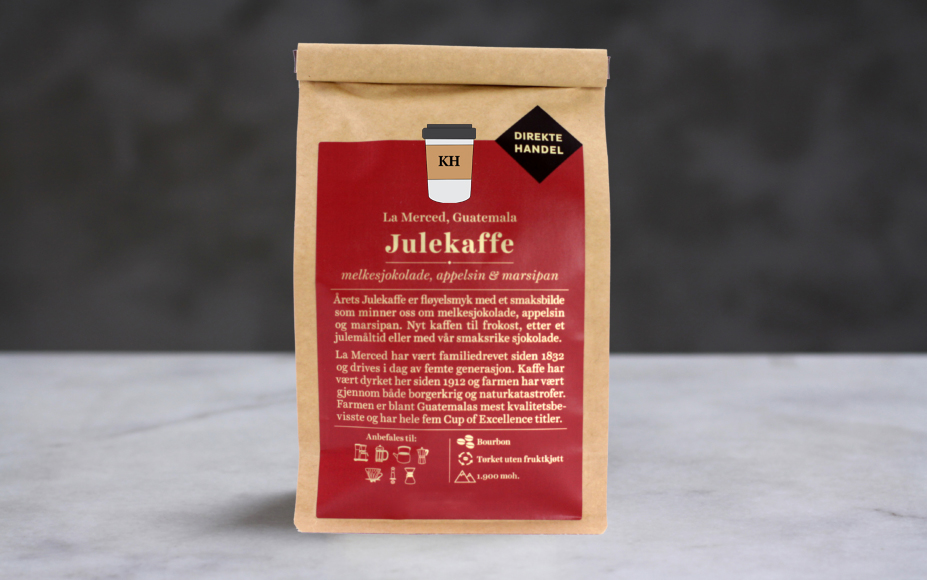 DIREKTE
HANDEL
KH
La Merced, Guatemala
Julekaffe
melkesjokolade, appelsin & marsipan
Årets Julekaffe er fløyelsmyk med et smaksbilde
som minner oss om melkesjokolade, appelsin
og marsipan. Nyt kaffen til frokost, etter et
julemåltid eller med vår smaksrike sjokolade.
La Merced har vært familiedrevet siden 1832
og drives i dag av femte generasjon. Kaffe har
vært dyrket her siden 1912 og farmen har vært
gjennom både borgerkrig og naturkatastrofer.
Farmen er blant Guatemalas mest kvalitetsbe-
visste og har hele fem Cup of Excellence titler.
Anbefales til:
Bourbon
Tørket uten fruktkjøtt
1.900 moh.